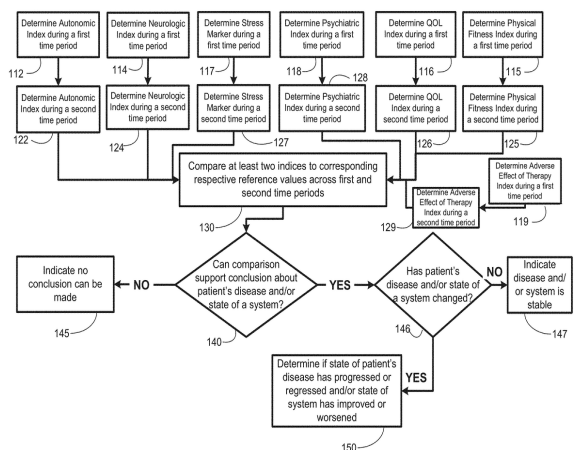 Determine Autonomic
Index during a first
time period
Determine Neurologic
Index during a first
time period
Determine Stress
Marker during a
first time period
Determine Psychiatric
Index during a first
time period
Determine QOL
Index during a
first time period
Determine Physical
Fitness Index during
a first time period
112
114
117
118
116
115
128
Determine Autonomic
Index during a second
time period
Determine Neurologic
Index during a second
time period
Determine Stress
Marker during a
second time period
Determine Psychiatric
Index during a second
time period
Determine QOL
Index during a
second time period
Determine Physical
Fitness Index during
a second time period
122
124
127
126
125
Compare at least two indices to corresponding
respective reference values across first and
second time periods
130
Determine Adverse
Effect of Therapy
Index during a first
time period
119
Determine Adverse
Effect of Therapy
Index during a
second time period
129
Indicate no
conclusion can be
made
145
NO
Can comparison
support conclusion about
patient's disease and/or
state of a system?
140
YES
Has patient's
disease and/or state of
a system changed?
146
NO
Indicate
disease and/
or system is
stable
147
YES
Determine if state of patient's
disease has progressed or
regressed and/or state of
system has improved or
worsened
150